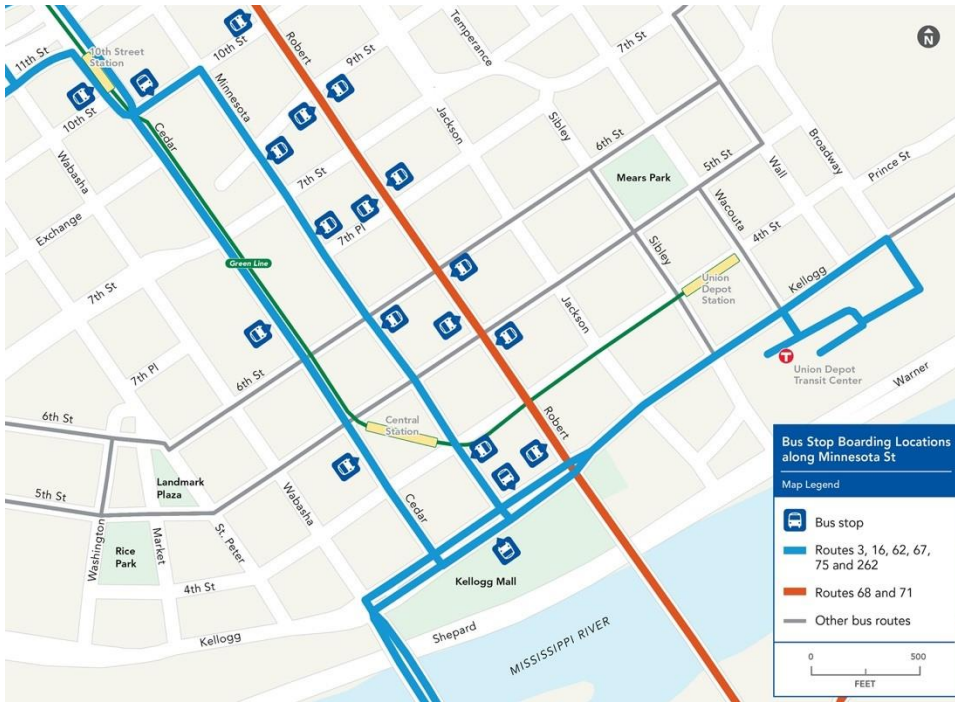 11th St
10th Street
Station
10th St
Robert
Temperance
7th St
N
10th St
9th St
Minnesota
Cedar
Wabasha
Jackson
Sibley
6th St
Broadway
Mears Park
5th St
Wall
Prince St
Exchange
7th St
7th Pl
Wacouta
4th St
Sibley
Kellogg
Green Line
Union
Depot
Station
7th St
Jackson
7th Pl
6th St
Union Depot
Transit Center
Warner
6th St
Central
Station
Robert
5th St
Landmark
Plaza
Wabasha
Cedar
St. Peter
Market
Washington
Rice
Park
4th St
Kellogg Mall
Kellogg
Shepard
MISSISSIPPI RIVER
Bus Stop Boarding Locations
along Minnesota St
Map Legend
Bus stop
Routes 3, 16, 62, 67,
75 and 262
Routes 68 and 71
Other bus routes
0 500
FEET
T